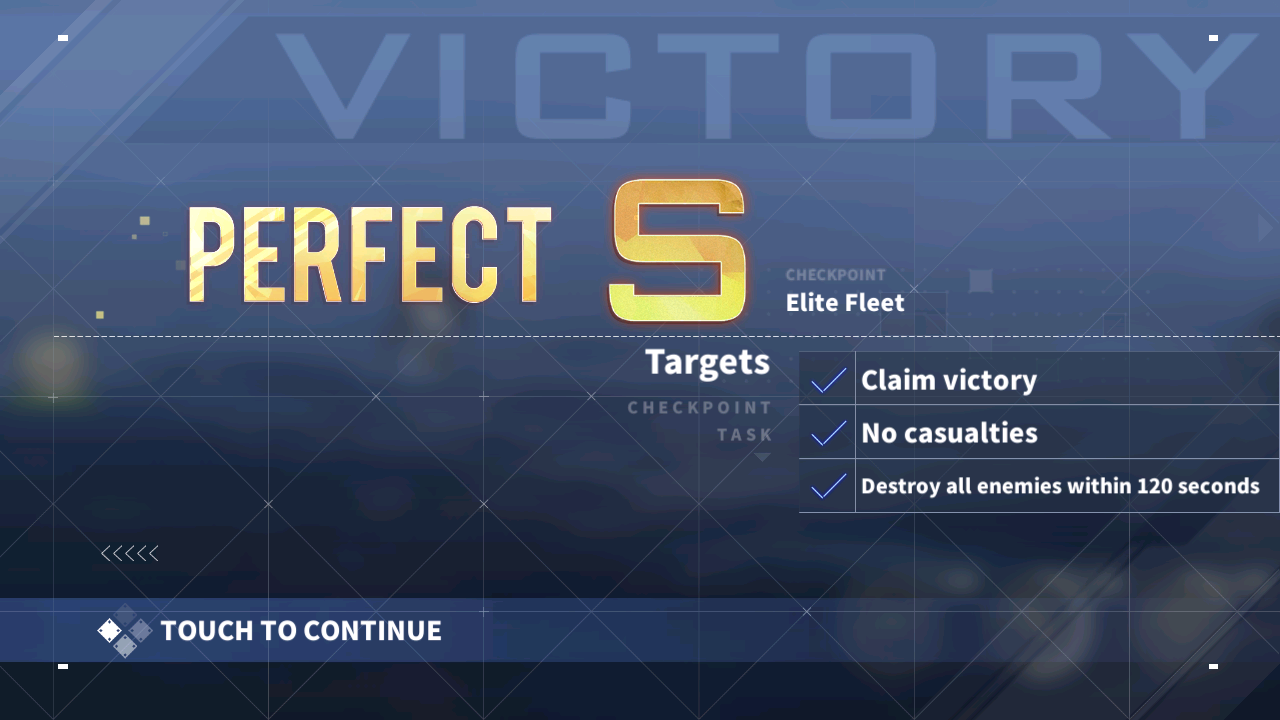 VICTORY
PERFECT S
CHECKPOINT
Elite Fleet
Targets
CHECKPOINT
TASK
Claim victory
No casualties
Destroy all enemies within 120 seconds
TOUCH TO CONTINUE